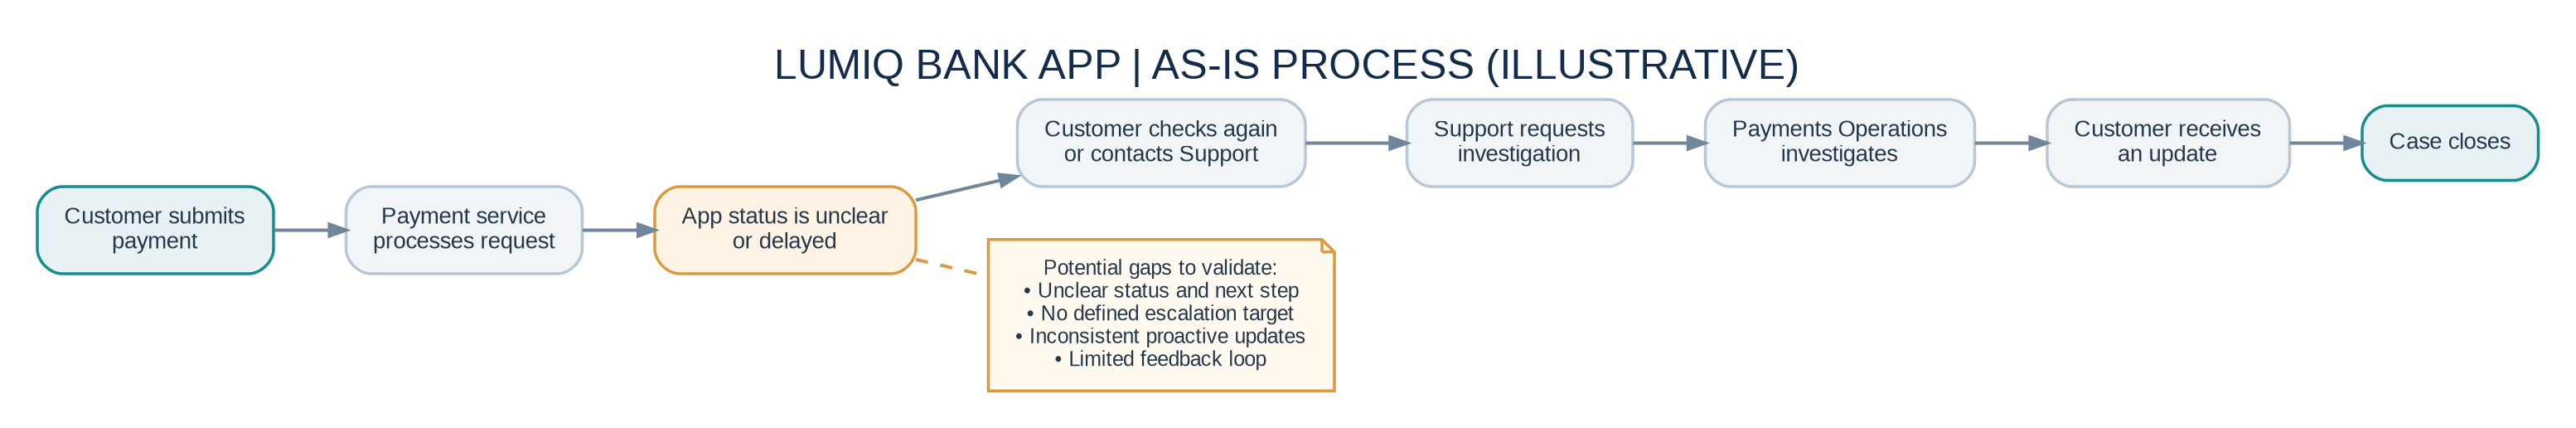 LUMIQ BANK APP | AS-IS PROCESS (ILLUSTRATIVE)
Customer submits
payment
Payment service
processes request
App status is unclear
or delayed
Customer checks again
or contacts Support
Support requests
investigation
Payments Operations
investigates
Customer receives
an update
Case closes
Potential gaps to validate:
• Unclear status and next step
• No defined escalation target
• Inconsistent proactive updates
• Limited feedback loop